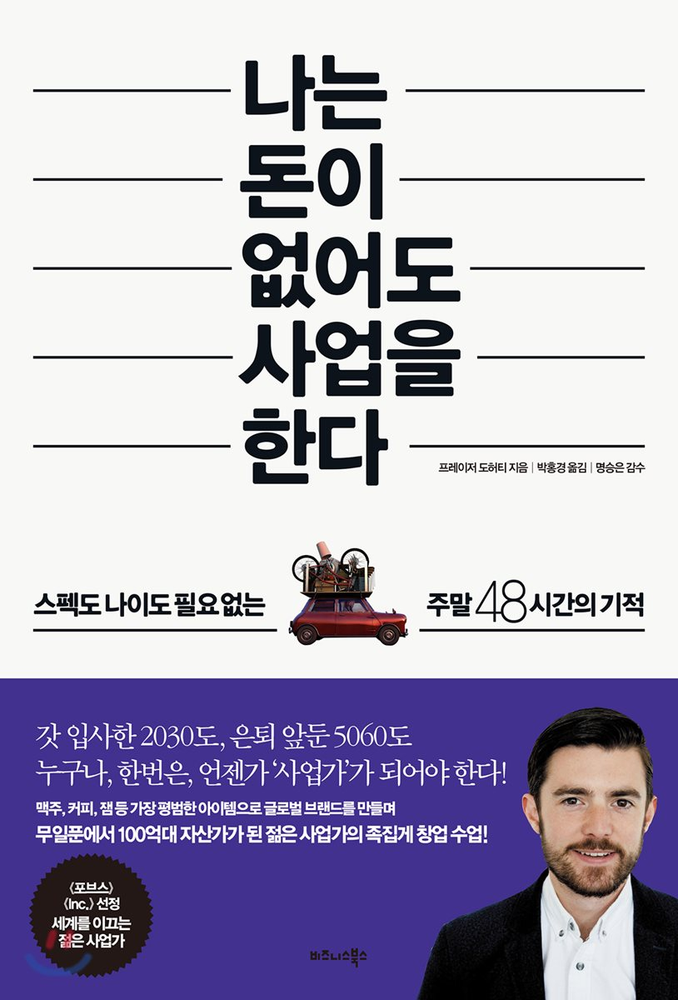 나는
돈이
없어도
사업을
한다
프레이저 도허티 지음 | 박홍경 옮김 | 명승은 감수
스펙도 나이도 필요 없는 주말 48시간의 기적
갓 입사한 2030도, 은퇴 앞둔 5060도
누구나, 한번은, 언젠가 ‘사업가’가 되어야 한다!
맥주, 커피, 잼 등 가장 평범한 아이템으로 글로벌 브랜드를 만들며
무일푼에서 100억대 자산가가 된 젊은 사업가의 족집게 창업 수업!
《포브스》
《Inc.》 선정
세계를 이끄는
젊은 사업가
비즈니스북스